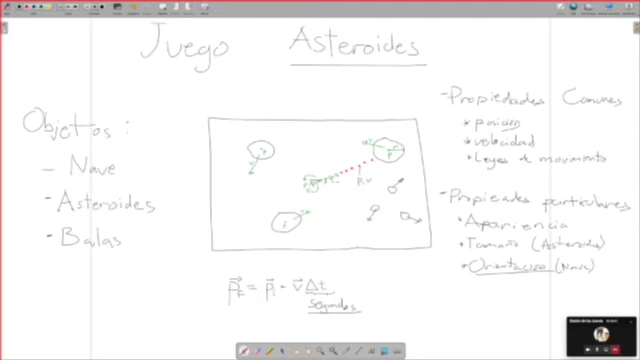 Juego Asteroides
Objetos:
- Nave
- Asteroides
- Balas
- Propiedades Comunes
* posición
* velocidad
* Leyes de movimiento
- Propiedades particulares
* Apariencia
* Tamaño (Asteroides)
* Orientación (Nave)
p, v
p⃗f = p⃗i + v⃗ Δt
segundos